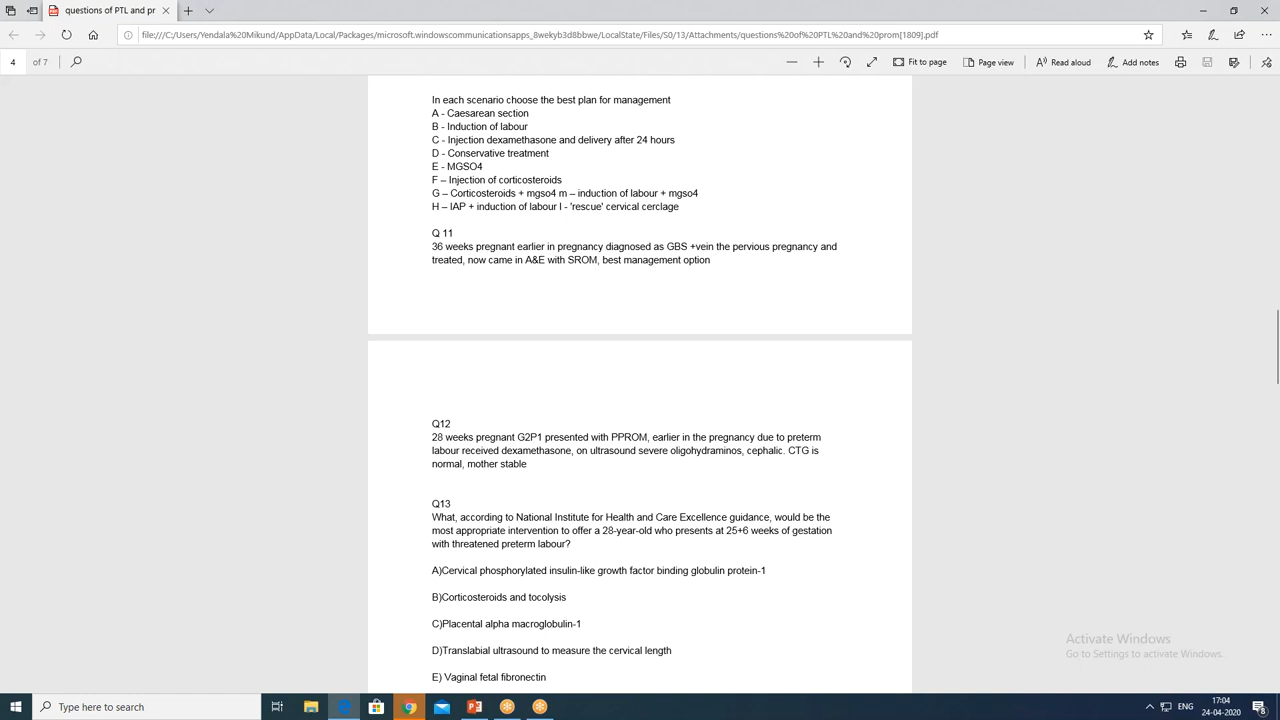 questions of PTL and pr
file:///C:/Users/Yendala%20Mikund/AppData/Local/Packages/microsoft.windowscommunicationsapps_8wekyb3d8bbwe/LocalState/Files/S0/13/Attachments/questions%20of%20PTL%20and%20prom[1809].pdf
4 of 7
Fit to page
Page view
Read aloud
Add notes
In each scenario choose the best plan for management
A - Caesarean section
B - Induction of labour
C - Injection dexamethasone and delivery after 24 hours
D - Conservative treatment
E - MGSO4
F – Injection of corticosteroids
G – Corticosteroids + mgso4 m – induction of labour + mgso4
H – IAP + induction of labour I - 'rescue' cervical cerclage
Q 11
36 weeks pregnant earlier in pregnancy diagnosed as GBS +vein the pervious pregnancy and
treated, now came in A&E with SROM, best management option
Q12
28 weeks pregnant G2P1 presented with PPROM, earlier in the pregnancy due to preterm
labour received dexamethasone, on ultrasound severe oligohydraminos, cephalic. CTG is
normal, mother stable
Q13
What, according to National Institute for Health and Care Excellence guidance, would be the
most appropriate intervention to offer a 28-year-old who presents at 25+6 weeks of gestation
with threatened preterm labour?
A)Cervical phosphorylated insulin-like growth factor binding globulin protein-1
B)Corticosteroids and tocolysis
C)Placental alpha macroglobulin-1
D)Translabial ultrasound to measure the cervical length
E) Vaginal fetal fibronectin
Activate Windows
Go to Settings to activate Windows.
Type here to search
ENG
17:04
24-04-2020